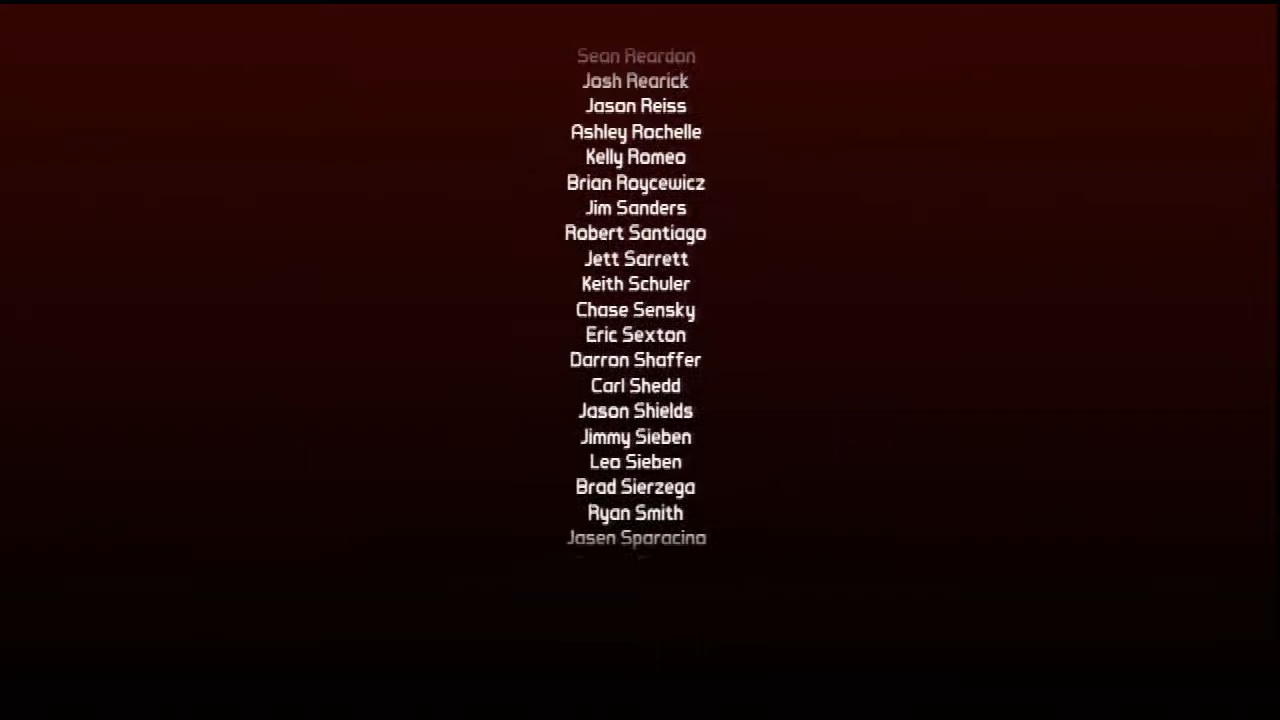 Sean Reardon
Josh Rearick
Jason Reiss
Ashley Rochelle
Kelly Romeo
Brian Roycewicz
Jim Sanders
Robert Santiago
Jett Sarrett
Keith Schuler
Chase Sensky
Eric Sexton
Darron Shaffer
Carl Shedd
Jason Shields
Jimmy Sieben
Leo Sieben
Brad Sierzega
Ryan Smith
Jasen Sparacino